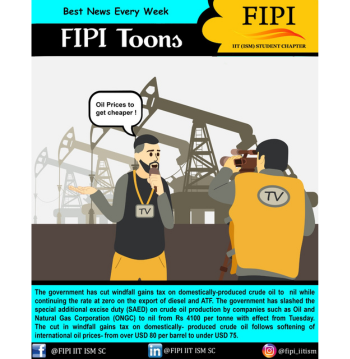 Best News Every Week
FIPI
IIT (ISM) STUDENT CHAPTER
FIPI Toons
Oil Prices to
get cheaper !
TV
TV
The government has cut windfall gains tax on domestically-produced crude oil to nil while
continuing the rate at zero on the export of diesel and ATF. The government has slashed the
special additional excise duty (SAED) on crude oil production by companies such as Oil and
Natural Gas Corporation (ONGC) to nil from Rs 4100 per tonne with effect from Tuesday.
The cut in windfall gains tax on domestically- produced crude oil follows softening of
international oil prices- from over USD 80 per barrel to under USD 75.
@FIPI IIT ISM SC
in @FIPI IIT ISM SC
@fipi_iitism